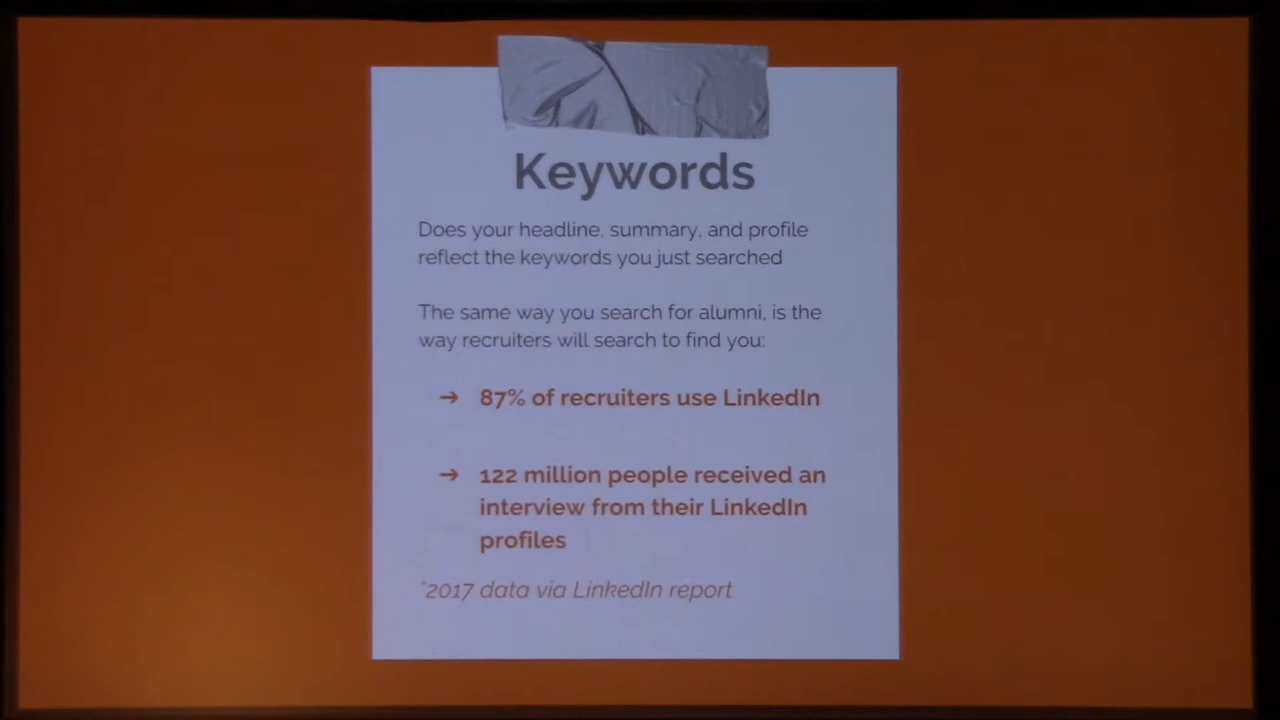 Keywords
Does your headline, summary, and profile
reflect the keywords you just searched
The same way you search for alumni, is the
way recruiters will search to find you:
➔ 87% of recruiters use LinkedIn
➔ 122 million people received an
interview from their LinkedIn
profiles
*2017 data via LinkedIn report